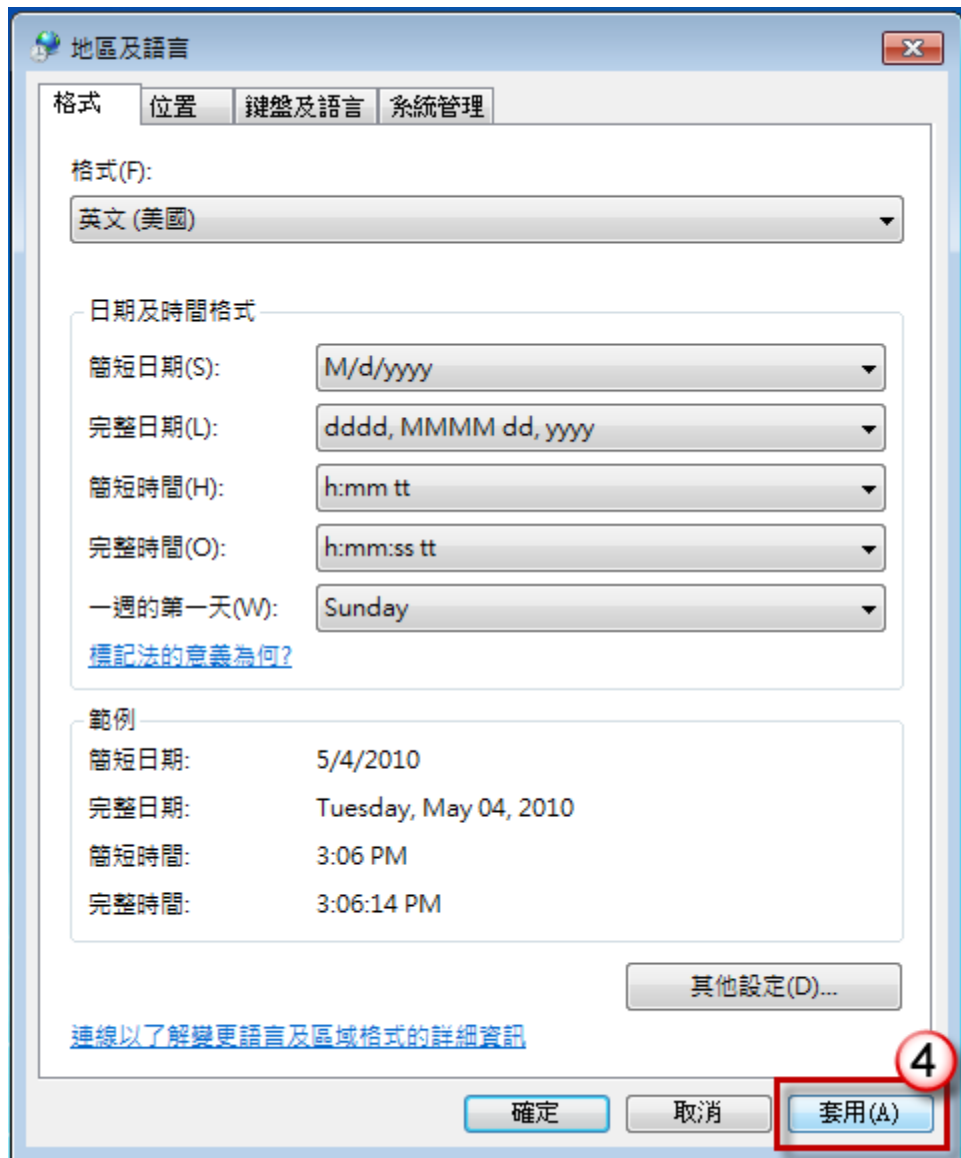 地區及語言
格式 位置 鍵盤及語言 系統管理
格式(F):
英文 (美國)
日期及時間格式
簡短日期(S): M/d/yyyy
完整日期(L): dddd, MMMM dd, yyyy
簡短時間(H): h:mm tt
完整時間(O): h:mm:ss tt
一週的第一天(W): Sunday
標記法的意義為何?
範例
簡短日期: 5/4/2010
完整日期: Tuesday, May 04, 2010
簡短時間: 3:06 PM
完整時間: 3:06:14 PM
其他設定(D)...
連線以了解變更語言及區域格式的詳細資訊
4
確定 取消 套用(A)